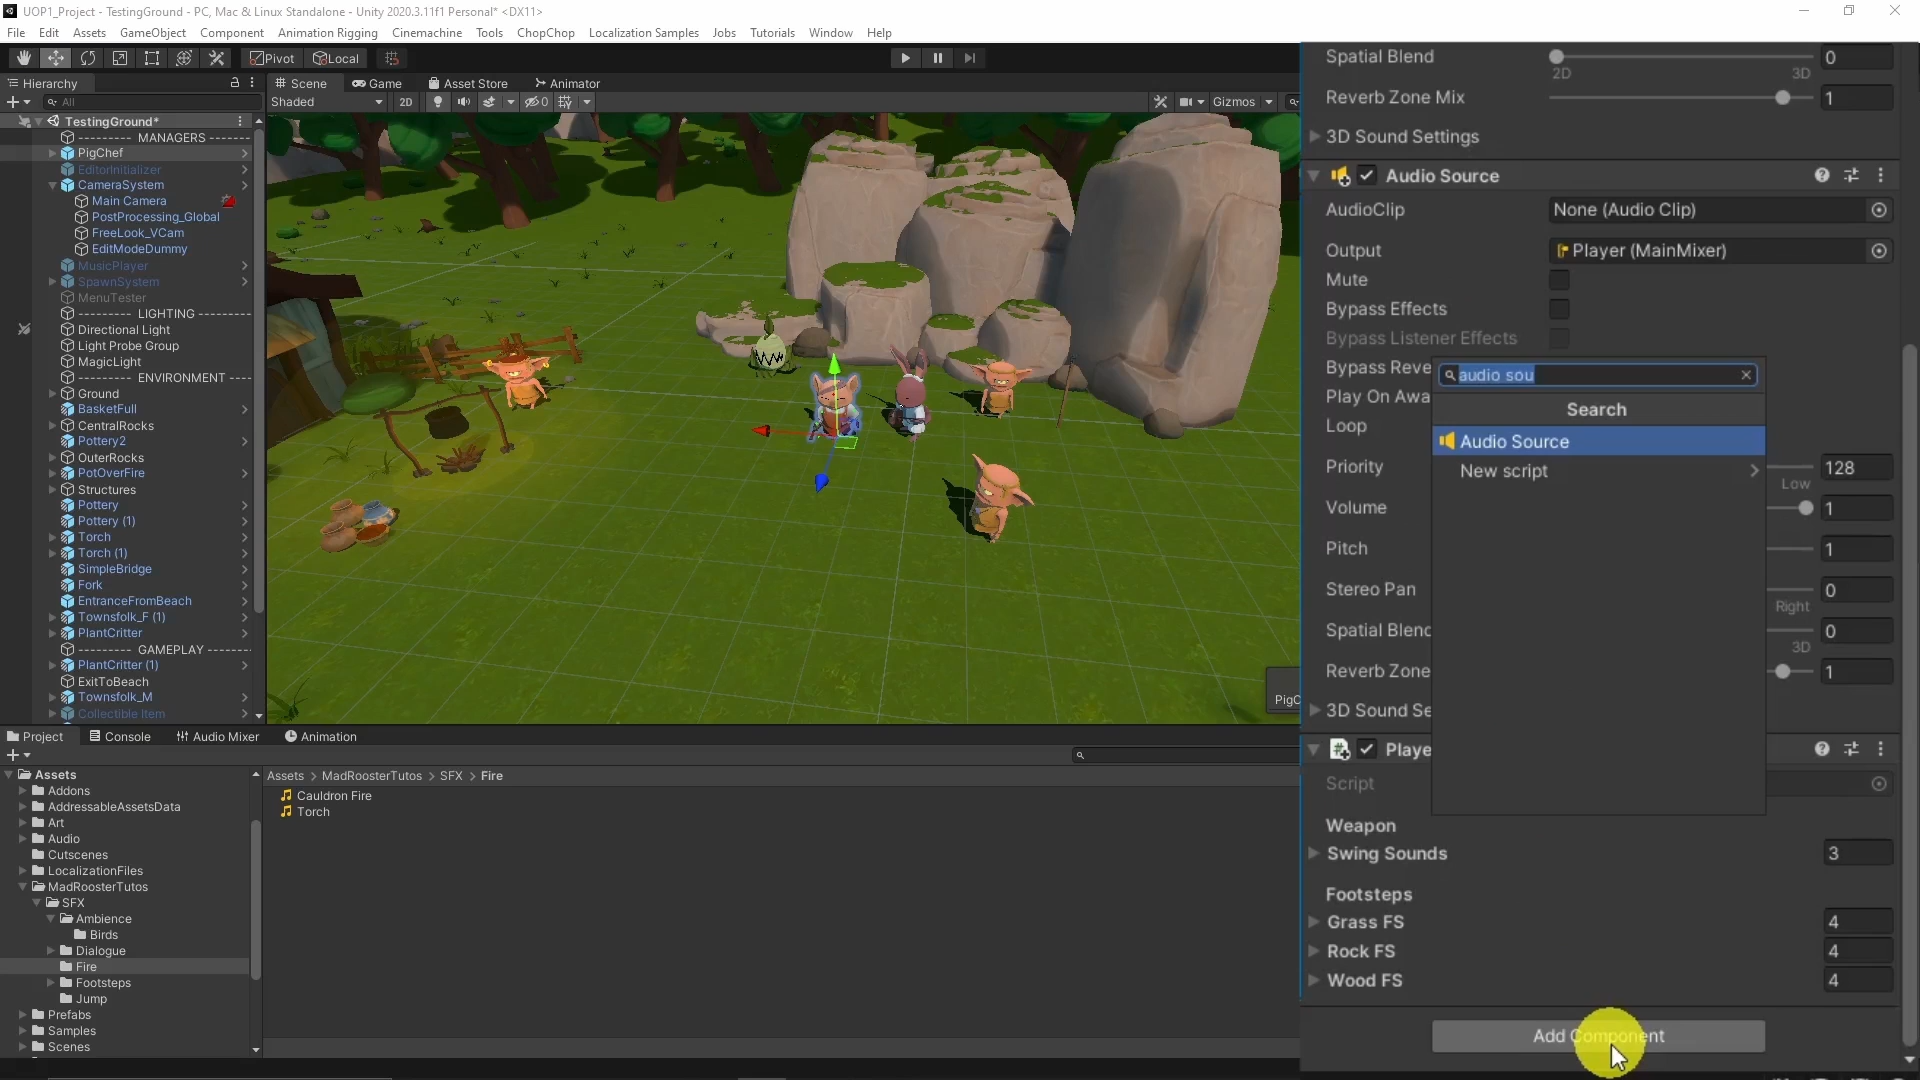 UOP1_Project - TestingGround - PC, Mac & Linux Standalone - Unity 2020.3.11f1 Personal* <DX11>
File Edit Assets GameObject Component Animation Rigging Cinemachine Tools ChopChop Localization Samples Jobs Tutorials Window Help
Pivot Local
Hierarchy
All
TestingGround*
--------- MANAGERS ------
PigChef
EditorInitializer
CameraSystem
Main Camera
PostProcessing_Global
FreeLook_VCam
EditModeDummy
MusicPlayer
SpawnSystem
MenuTester
--------- LIGHTING --------
Directional Light
Light Probe Group
MagicLight
--------- ENVIRONMENT ----
Ground
BasketFull
CentralRocks
Pottery2
OuterRocks
PotOverFire
Structures
Pottery
Pottery (1)
Torch
Torch (1)
SimpleBridge
Fork
EntranceFromBeach
Townsfolk_F (1)
PlantCritter
--------- GAMEPLAY -------
PlantCritter (1)
ExitToBeach
Townsfolk_M
Collectible Item
Scene Game Asset Store Animator
Shaded 2D 0 Gizmos
PigC
Project Console Audio Mixer Animation
Assets
Addons
AddressableAssetsData
Art
Audio
Cutscenes
LocalizationFiles
MadRoosterTutos
SFX
Ambience
Birds
Dialogue
Fire
Footsteps
Jump
Prefabs
Samples
Scenes
Assets > MadRoosterTutos > SFX > Fire
Cauldron Fire
Torch
Spatial Blend 0
2D 3D
Reverb Zone Mix 1
3D Sound Settings
Audio Source
AudioClip None (Audio Clip)
Output Player (MainMixer)
Mute
Bypass Effects
Bypass Listener Effects
Bypass Reve
Play On Awa
Loop
Priority 128
Low
Volume 1
Pitch 1
Stereo Pan 0
Right
Spatial Blend 0
3D
Reverb Zone 1
3D Sound Se
audio sou
Search
Audio Source
New script
Playe
Script
Weapon
Swing Sounds 3
Footsteps
Grass FS 4
Rock FS 4
Wood FS 4
Add Component